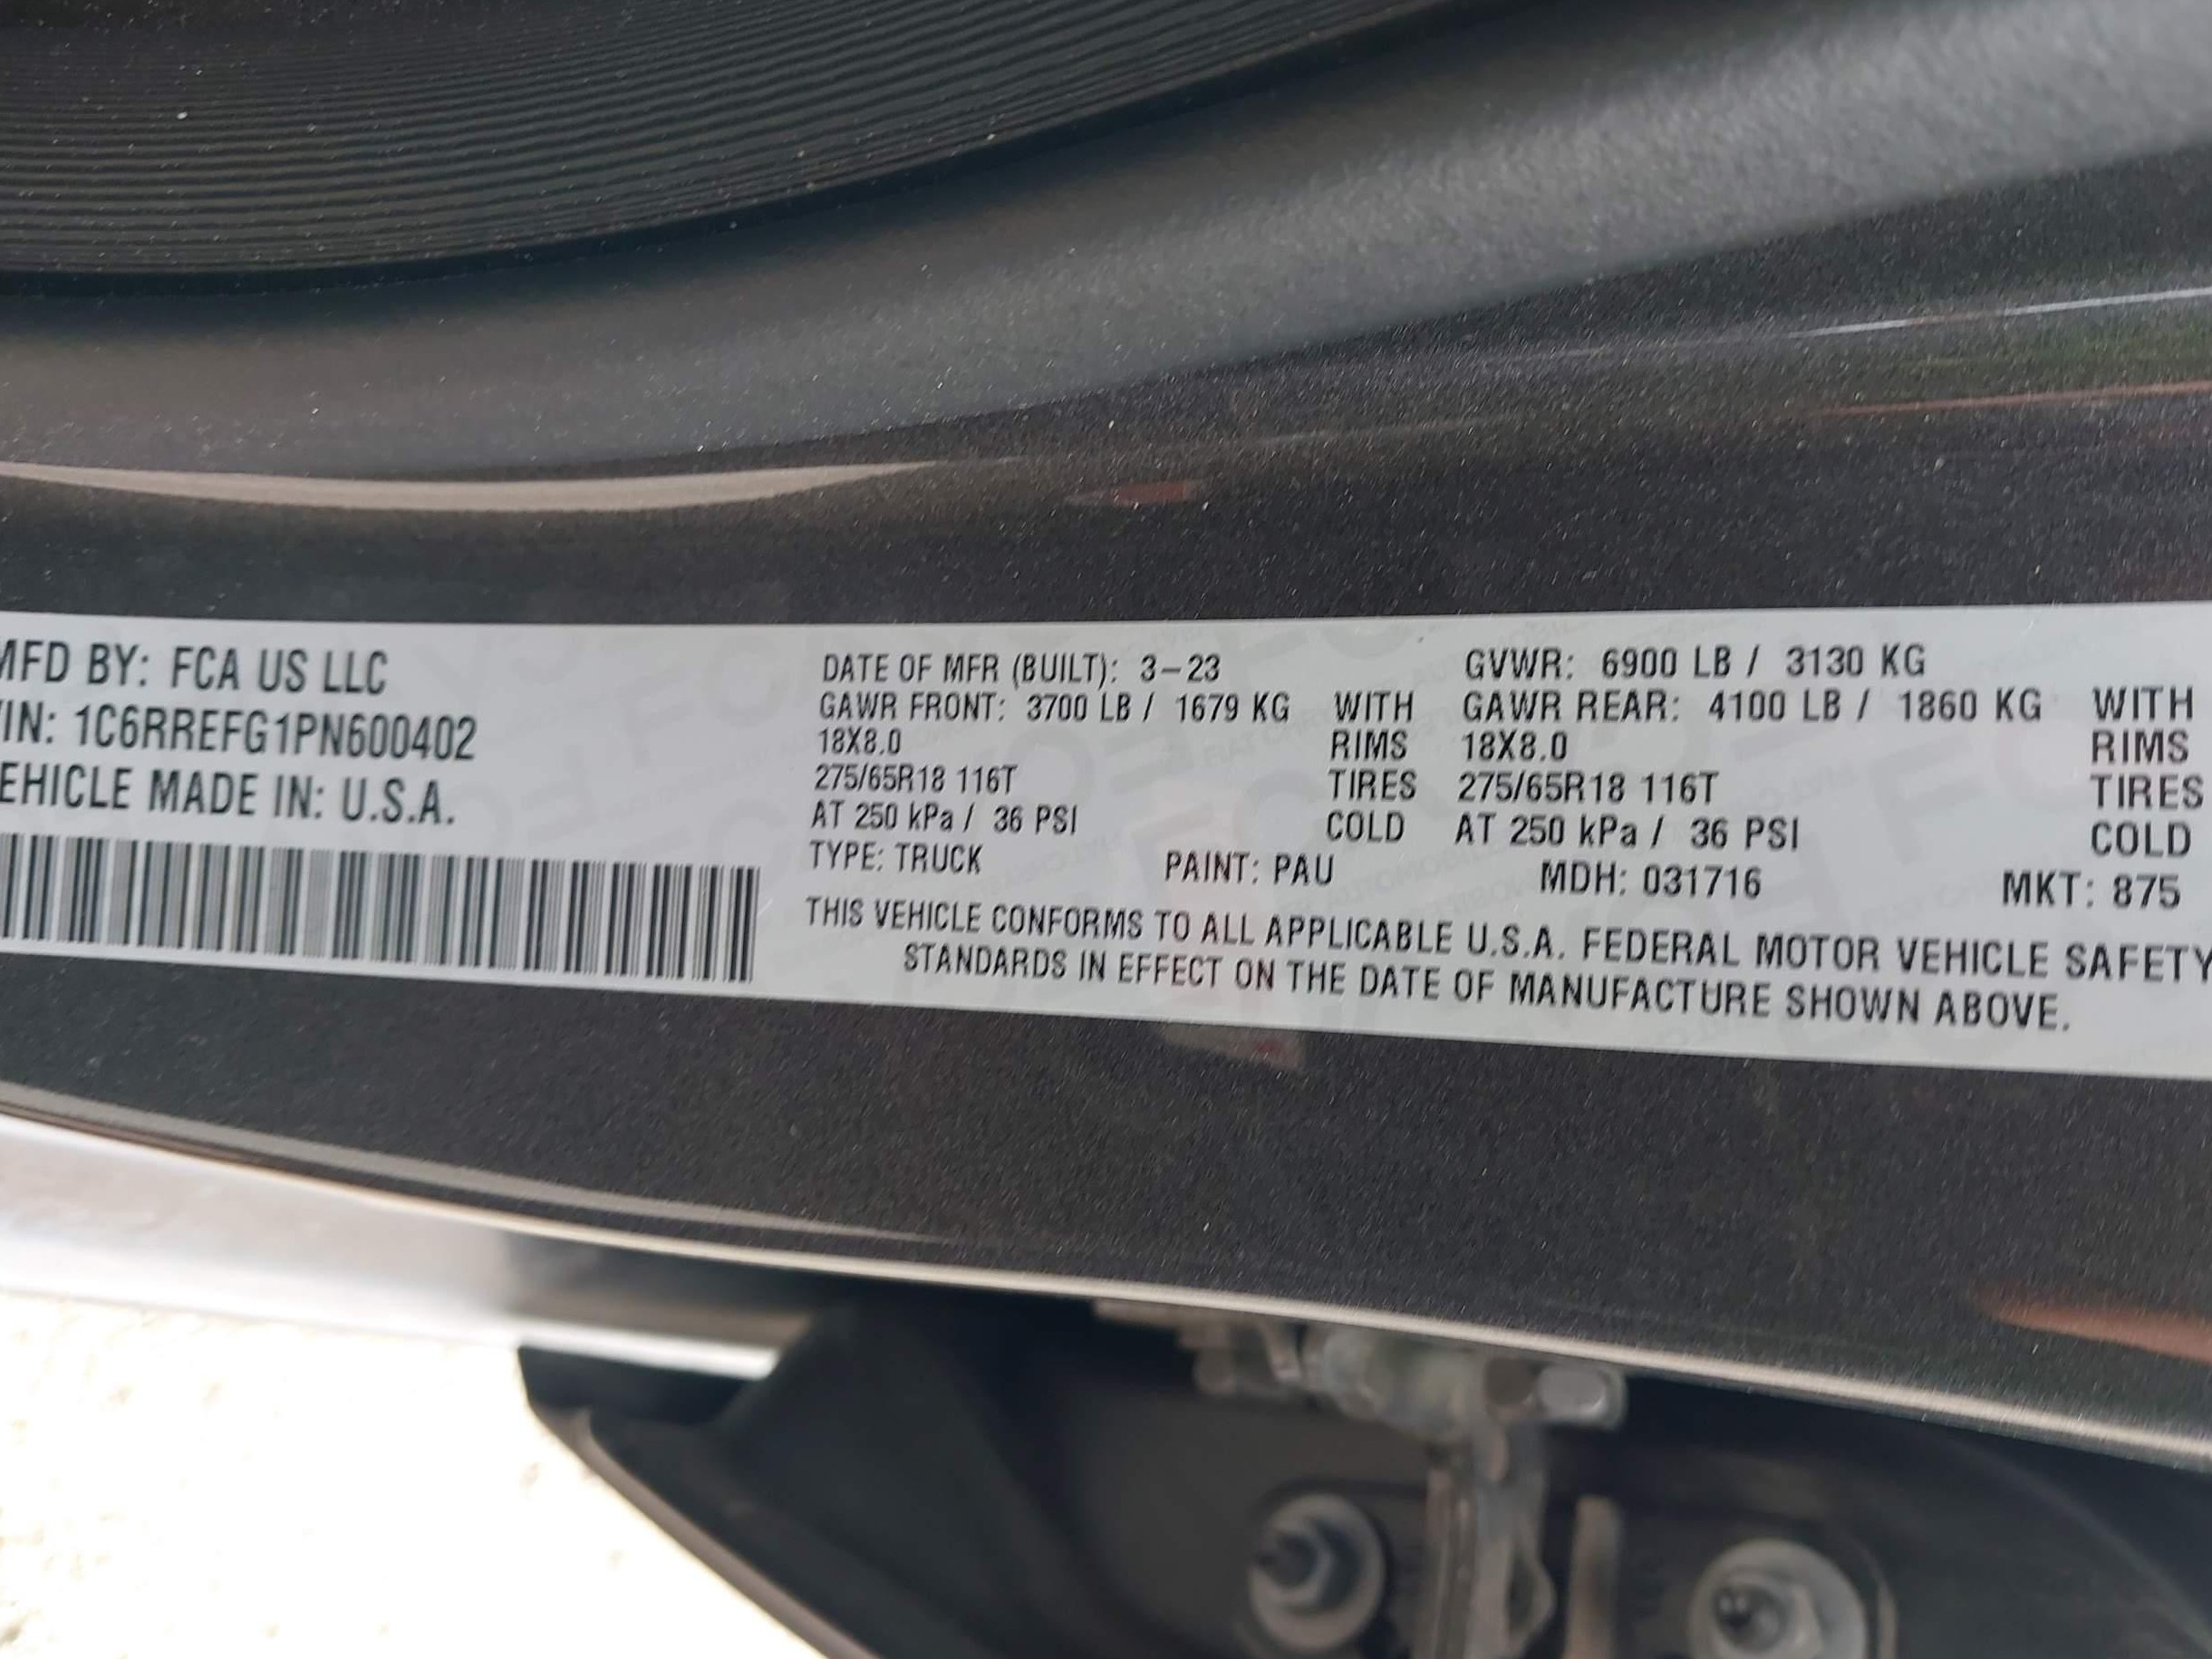 MFD BY: FCA US LLC
VIN: 1C6RREFG1PN600402
VEHICLE MADE IN: U.S.A.
DATE OF MFR (BUILT): 3-23 GVWR: 6900 LB / 3130 KG
GAWR FRONT: 3700 LB / 1679 KG WITH GAWR REAR: 4100 LB / 1860 KG WITH
18X8.0 RIMS 18X8.0 RIMS
275/65R18 116T TIRES 275/65R18 116T TIRES
AT 250 kPa / 36 PSI COLD AT 250 kPa / 36 PSI COLD
TYPE: TRUCK PAINT: PAU MDH: 031716 MKT: 875
THIS VEHICLE CONFORMS TO ALL APPLICABLE U.S.A. FEDERAL MOTOR VEHICLE SAFETY
STANDARDS IN EFFECT ON THE DATE OF MANUFACTURE SHOWN ABOVE.